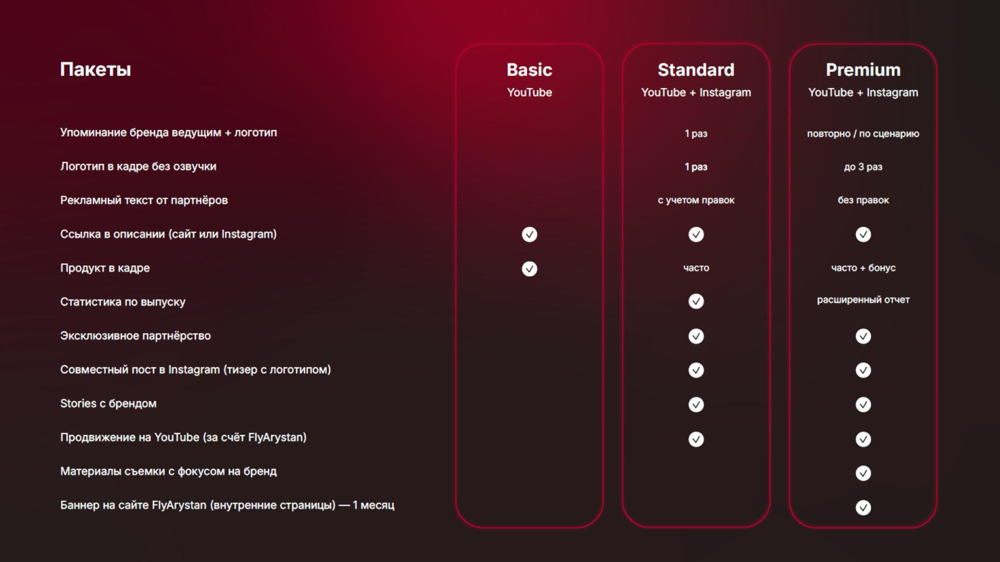 Пакеты
Basic
YouTube
Standard
YouTube + Instagram
Premium
YouTube + Instagram
Упоминание бренда ведущим + логотип
1 раз
повторно / по сценарию
Логотип в кадре без озвучки
1 раз
до 3 раз
Рекламный текст от партнёров
с учетом правок
без правок
Ссылка в описании (сайт или Instagram)
Продукт в кадре
часто
часто + бонус
Статистика по выпуску
расширенный отчет
Эксклюзивное партнёрство
Совместный пост в Instagram (тизер с логотипом)
Stories с брендом
Продвижение на YouTube (за счёт FlyArystan)
Материалы съемки с фокусом на бренд
Баннер на сайте FlyArystan (внутренние страницы) — 1 месяц